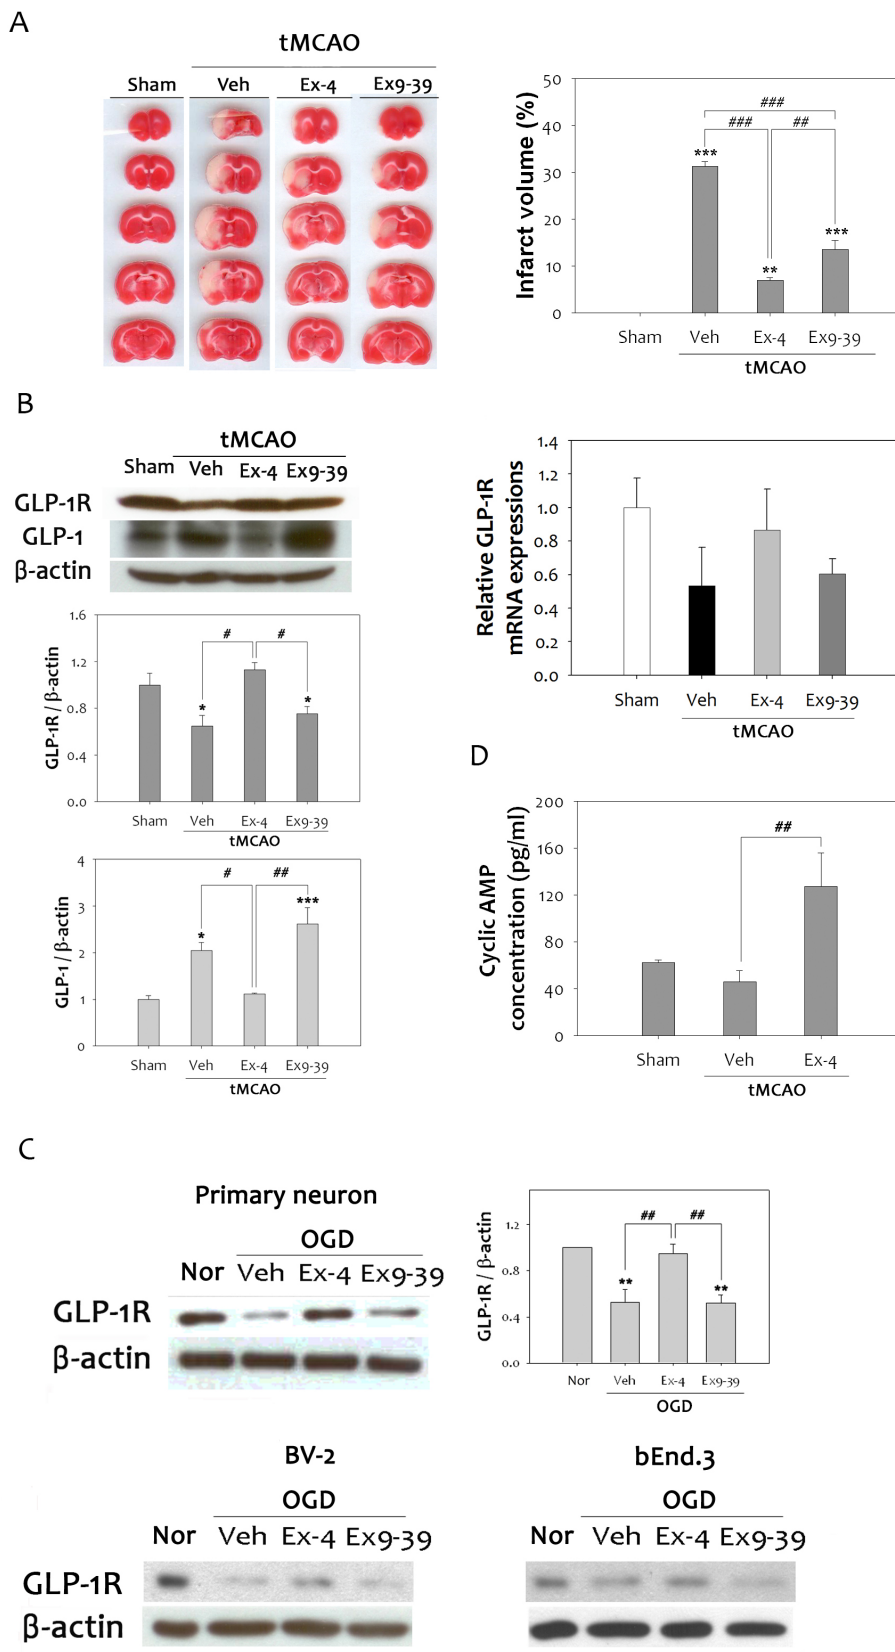 A
tMCAO
Sham Veh Ex-4 Ex9-39
Infarct volume (%)
50
40
30
20
10
0
###
### ##
***
**
***
Sham Veh Ex-4 Ex9-39
tMCAO
B
tMCAO
Sham Veh Ex-4 Ex9-39
GLP-1R
GLP-1
β-actin
GLP-1R / β-actin
1.6
1.2
0.8
0.4
0.0
# #
* *
Sham Veh Ex-4 Ex9-39
tMCAO
GLP-1 / β-actin
4
3
2
1
0
# ##
* ***
Sham Veh Ex-4 Ex9-39
tMCAO
Relative GLP-1R
mRNA expressions
1.4
1.2
1.0
0.8
0.6
0.4
0.2
0.0
Sham Veh Ex-4 Ex9-39
tMCAO
D
Cyclic AMP
concentration (pg/ml)
200
160
120
80
40
0
##
Sham Veh Ex-4
tMCAO
C
Primary neuron
OGD
Nor Veh Ex-4 Ex9-39
GLP-1R
β-actin
GLP-1R / β-actin
1.2
0.8
0.4
0.0
## ##
** **
Nor Veh Ex-4 Ex9-39
OGD
BV-2
OGD
Nor Veh Ex-4 Ex9-39
GLP-1R
β-actin
bEnd.3
OGD
Nor Veh Ex-4 Ex9-39